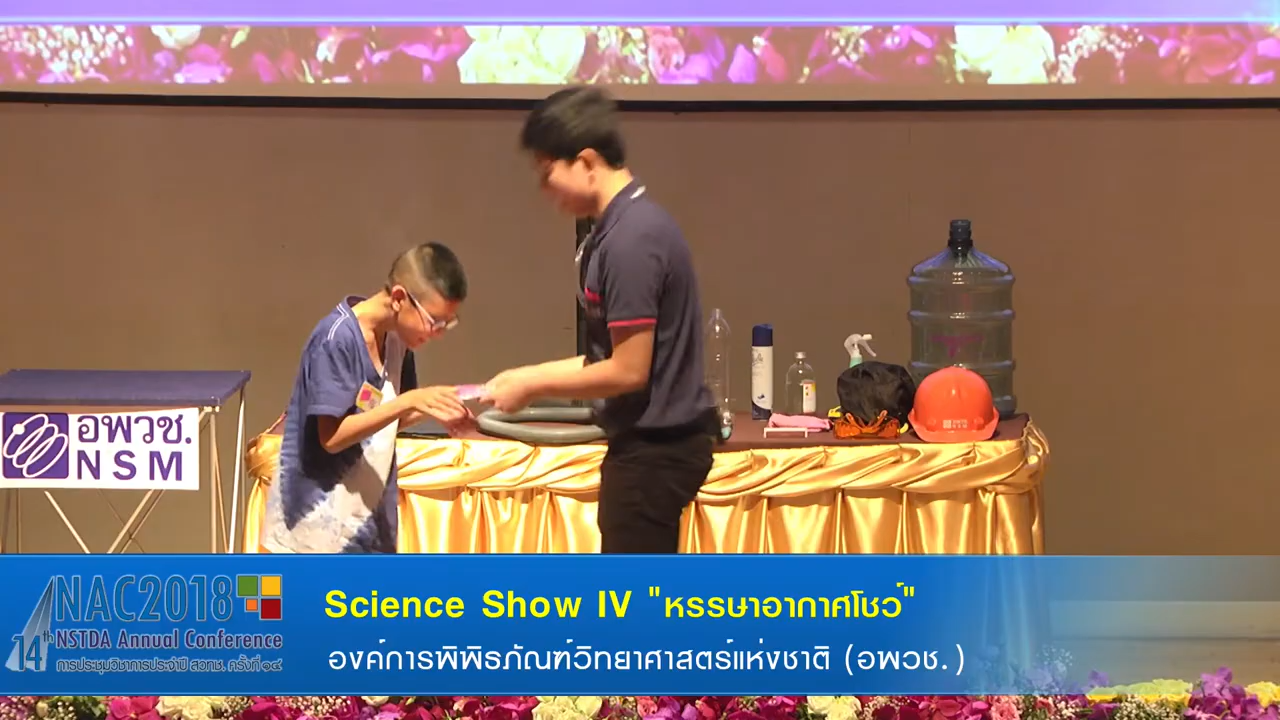 อพวช.
NSM
NSM
NAC2018
14th NSTDA Annual Conference
การประชุมวิชาการประจำปี สวทช. ครั้งที่ ๑๔
Science Show IV "หรรษาอากาศโชว์"
องค์การพิพิธภัณฑ์วิทยาศาสตร์แห่งชาติ (อพวช.)